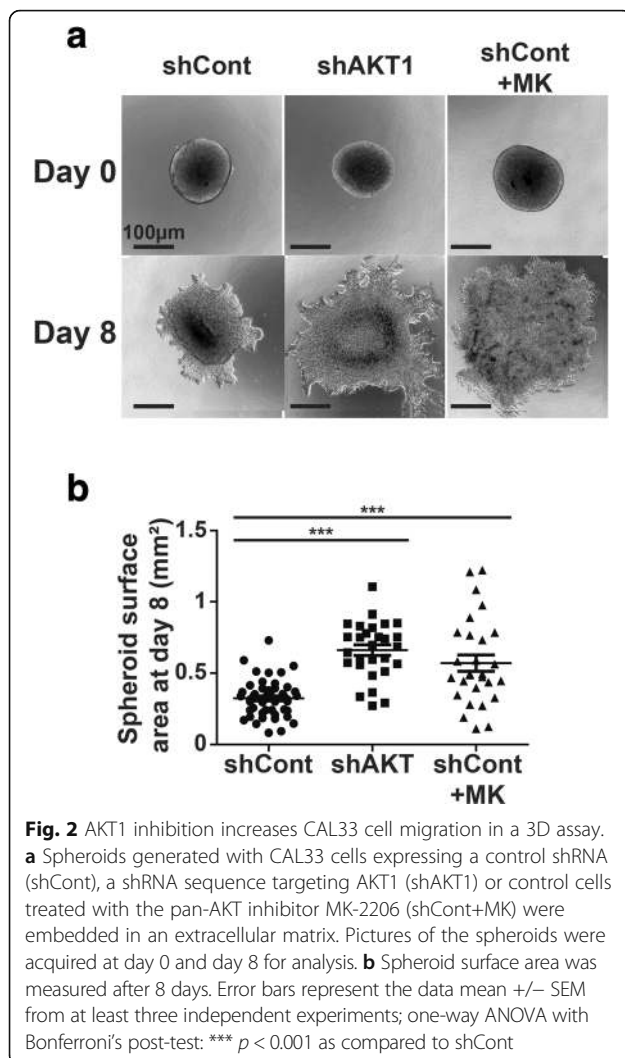 a
shCont shAKT1 shCont
+MK
Day 0
100µm
Day 8
b
*** 
***
Spheroid surface
area at day 8 (mm²)
1.5
1
0.5
0
shCont shAKT shCont
+MK
Fig. 2 AKT1 inhibition increases CAL33 cell migration in a 3D assay.
a Spheroids generated with CAL33 cells expressing a control shRNA
(shCont), a shRNA sequence targeting AKT1 (shAKT1) or control cells
treated with the pan-AKT inhibitor MK-2206 (shCont+MK) were
embedded in an extracellular matrix. Pictures of the spheroids were
acquired at day 0 and day 8 for analysis. b Spheroid surface area was
measured after 8 days. Error bars represent the data mean +/− SEM
from at least three independent experiments; one-way ANOVA with
Bonferroni's post-test: *** p < 0.001 as compared to shCont